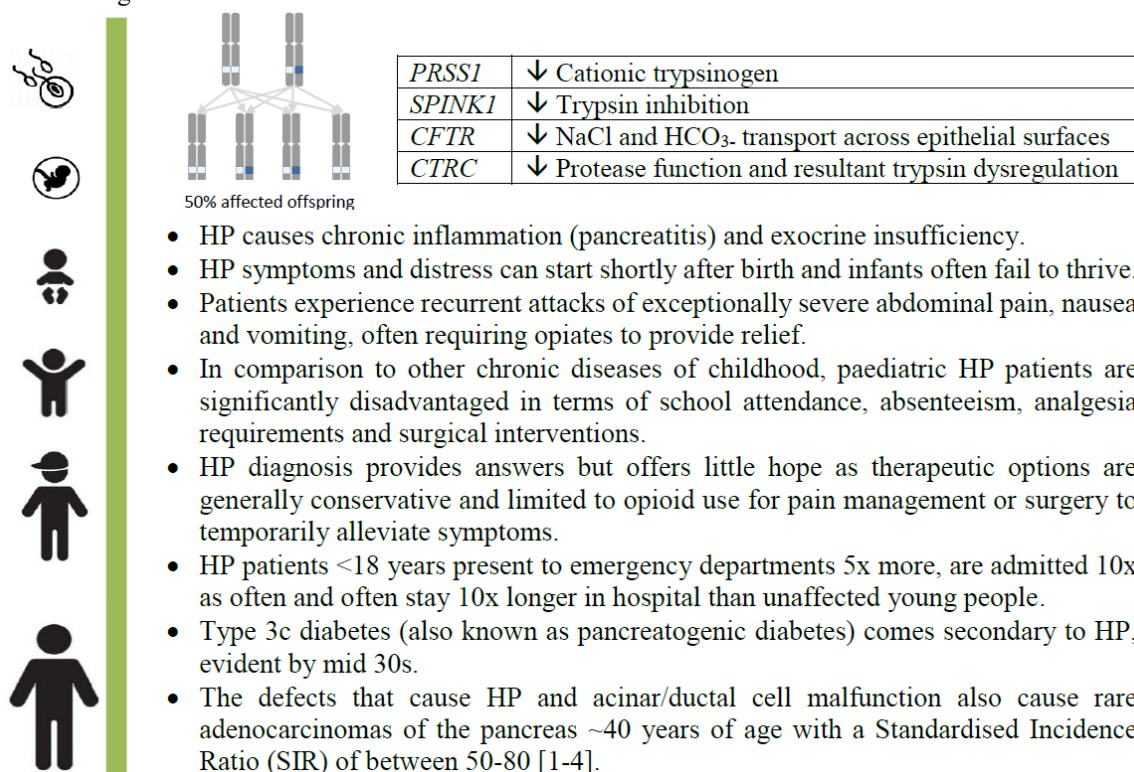 PRSS1 ↓ Cationic trypsinogen
SPINK1 ↓ Trypsin inhibition
CFTR ↓ NaCl and HCO₃- transport across epithelial surfaces
CTRC ↓ Protease function and resultant trypsin dysregulation
50% affected offspring
• HP causes chronic inflammation (pancreatitis) and exocrine insufficiency.
• HP symptoms and distress can start shortly after birth and infants often fail to thrive.
• Patients experience recurrent attacks of exceptionally severe abdominal pain, nausea
and vomiting, often requiring opiates to provide relief.
• In comparison to other chronic diseases of childhood, paediatric HP patients are
significantly disadvantaged in terms of school attendance, absenteeism, analgesia
requirements and surgical interventions.
• HP diagnosis provides answers but offers little hope as therapeutic options are
generally conservative and limited to opioid use for pain management or surgery to
temporarily alleviate symptoms.
• HP patients <18 years present to emergency departments 5x more, are admitted 10x
as often and often stay 10x longer in hospital than unaffected young people.
• Type 3c diabetes (also known as pancreatogenic diabetes) comes secondary to HP,
evident by mid 30s.
• The defects that cause HP and acinar/ductal cell malfunction also cause rare
adenocarcinomas of the pancreas ~40 years of age with a Standardised Incidence
Ratio (SIR) of between 50-80 [1-4].